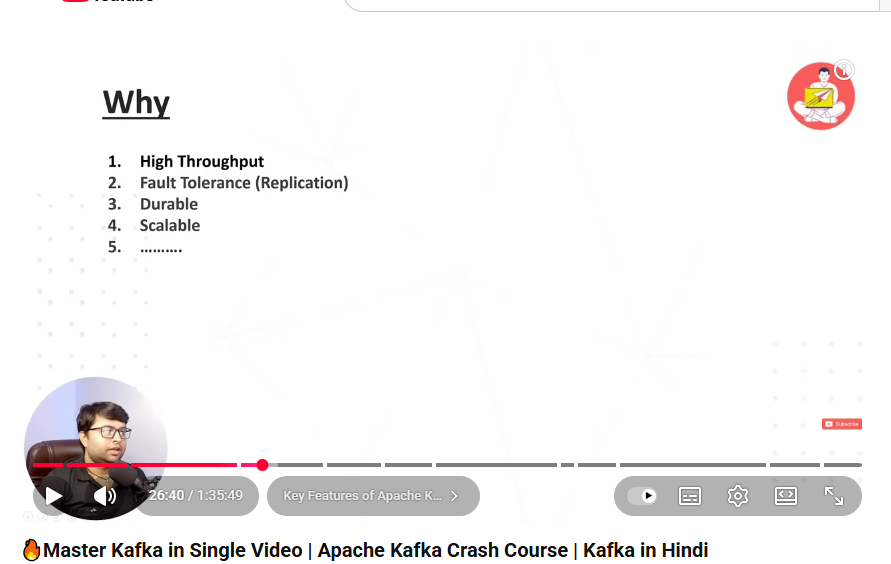 Why
1. High Throughput
2. Fault Tolerance (Replication)
3. Durable
4. Scalable
5. ..........
Subscribe
26:40 / 1:35:49
Key Features of Apache K...
🔥Master Kafka in Single Video | Apache Kafka Crash Course | Kafka in Hindi